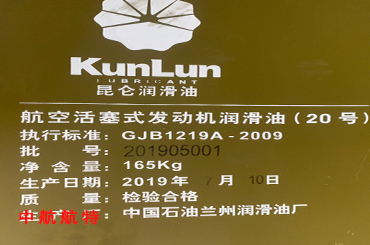 KunLun
LUBRICANT
昆仑润滑油
航空活塞式发动机润滑油(20号)
执行标准: GJB1219A-2009
批 号: 201905001
净 含 量: 165Kg
生产日期: 2019年 7月 10日
质 量: 检验合格
中航航特
生 : 中国石油兰州润滑油厂